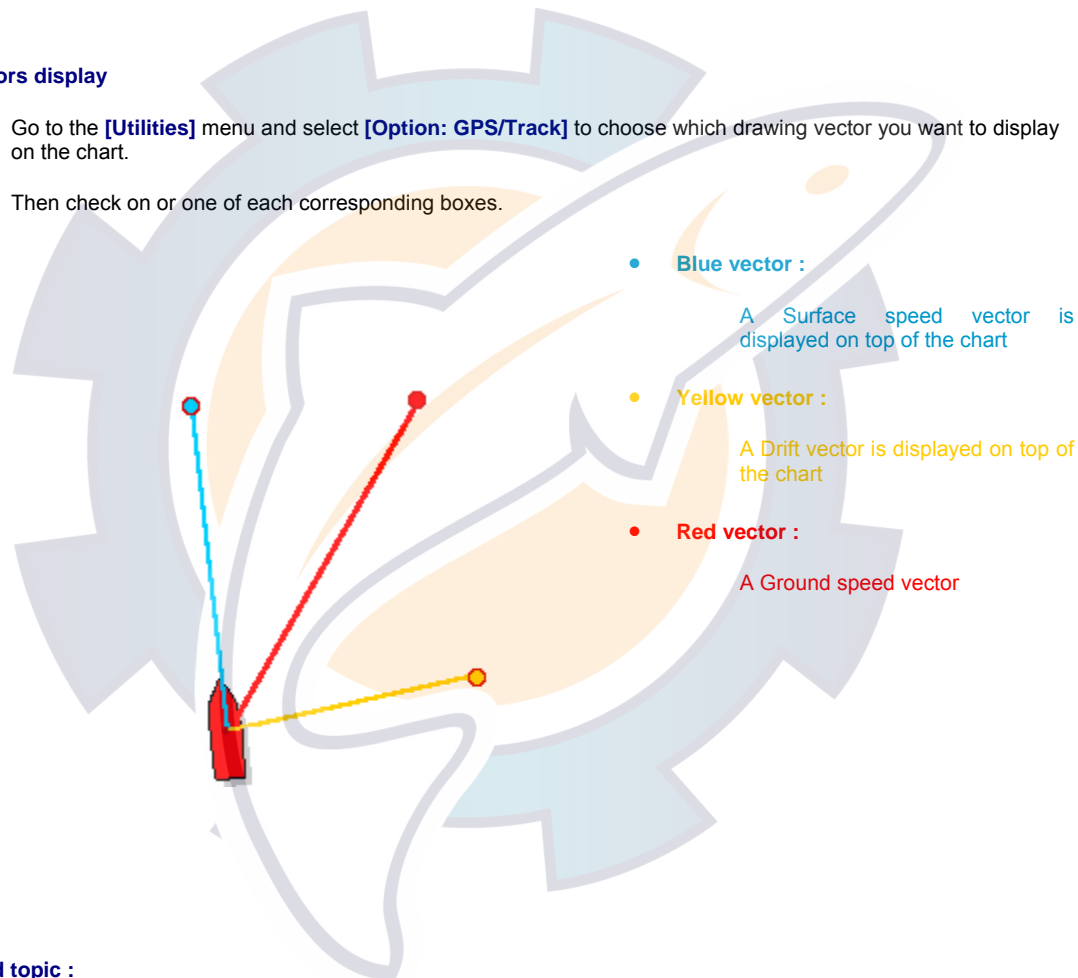 ors display
Go to the [Utilities] menu and select [Option: GPS/Track] to choose which drawing vector you want to display
on the chart.
Then check on or one of each corresponding boxes.
• Blue vector :
A Surface speed vector is
displayed on top of the chart
• Yellow vector :
A Drift vector is displayed on top of
the chart
• Red vector :
A Ground speed vector
d topic :